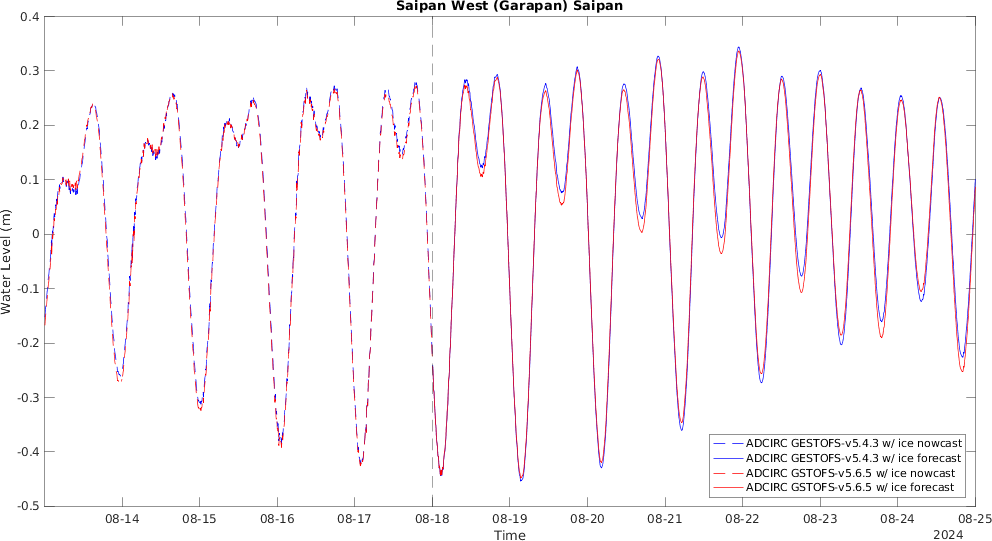 Saipan West (Garapan) Saipan
0.4
0.3
0.2
0.1
0
-0.1
-0.2
-0.3
-0.4
-0.5
Water Level (m)
ADCIRC GESTOFS-v5.4.3 w/ ice nowcast
ADCIRC GESTOFS-v5.4.3 w/ ice forecast
ADCIRC GSTOFS-v5.6.5 w/ ice nowcast
ADCIRC GSTOFS-v5.6.5 w/ ice forecast
08-14 08-15 08-16 08-17 08-18 08-19 08-20 08-21 08-22 08-23 08-24 08-25
Time
2024